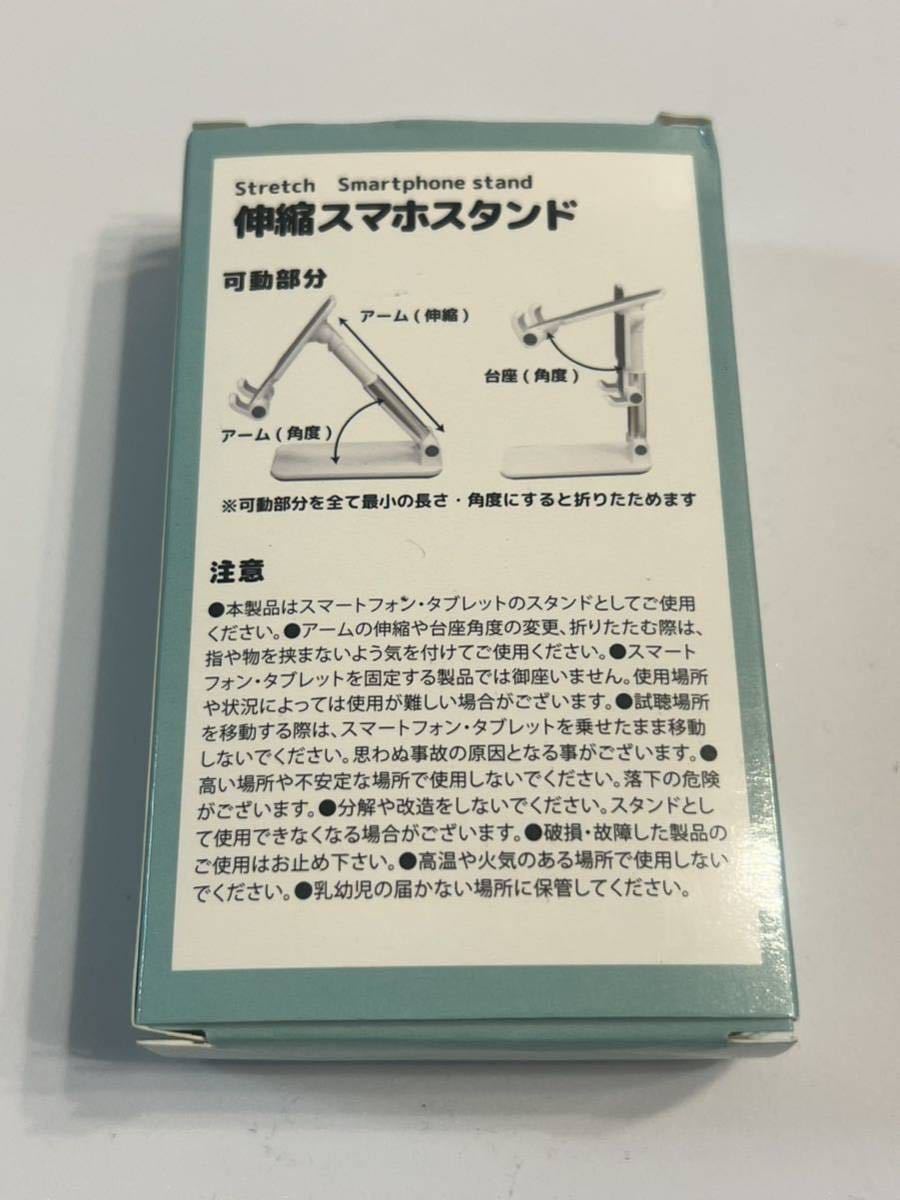 Stretch Smartphone stand
伸縮スマホスタンド
可動部分
アーム(伸縮)
台座(角度)
アーム(角度)
※可動部分を全て最小の長さ・角度にすると折りたためます
注意
●本製品はスマートフォン・タブレットのスタンドとしてご使用
ください。●アームの伸縮や台座角度の変更、折りたたむ際は、
指や物を挟まないよう気を付けてご使用ください。●スマート
フォン・タブレットを固定する製品では御座いません。使用場所
や状況によっては使用が難しい場合がございます。●試聴場所
を移動する際は、スマートフォン・タブレットを乗せたまま移動
しないでください。思わぬ事故の原因となる事がございます。●
高い場所や不安定な場所で使用しないでください。落下の危険
がございます。●分解や改造をしないでください。スタンドとし
て使用できなくなる場合がございます。●破損・故障した製品の
ご使用はお止め下さい。●高温や火気のある場所で使用しない
でください。●乳幼児の届かない場所に保管してください。